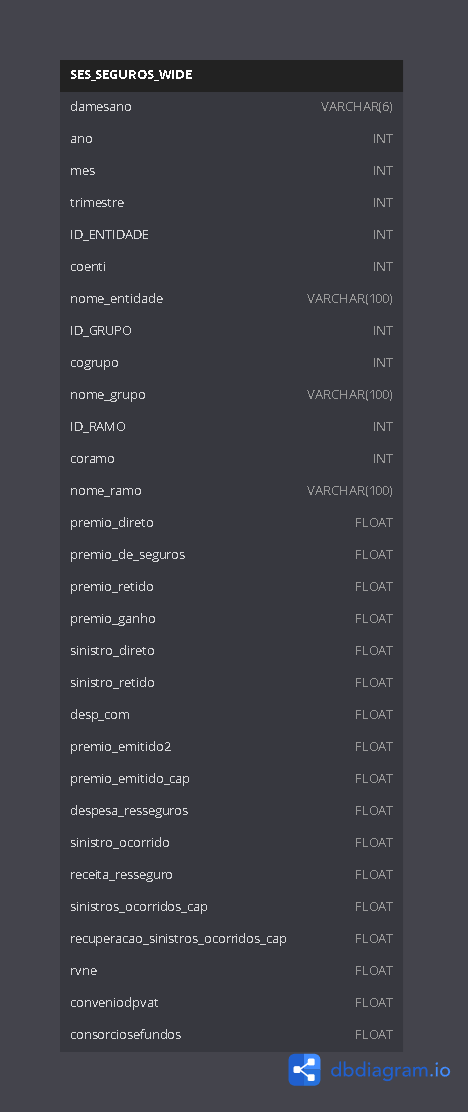 SES_SEGUROS_WIDE
damesano VARCHAR(6)
ano INT
mes INT
trimestre INT
ID_ENTIDADE INT
coenti INT
nome_entidade VARCHAR(100)
ID_GRUPO INT
cogrupo INT
nome_grupo VARCHAR(100)
ID_RAMO INT
coramo INT
nome_ramo VARCHAR(100)
premio_direto FLOAT
premio_de_seguros FLOAT
premio_retido FLOAT
premio_ganho FLOAT
sinistro_direto FLOAT
sinistro_retido FLOAT
desp_com FLOAT
premio_emitido2 FLOAT
premio_emitido_cap FLOAT
despesa_resseguros FLOAT
sinistro_ocorrido FLOAT
receita_resseguro FLOAT
sinistros_ocorridos_cap FLOAT
recuperacao_sinistros_ocorridos_cap FLOAT
rvne FLOAT
conveniodpvat FLOAT
consorciosefundos FLOAT
dbdiagram.io